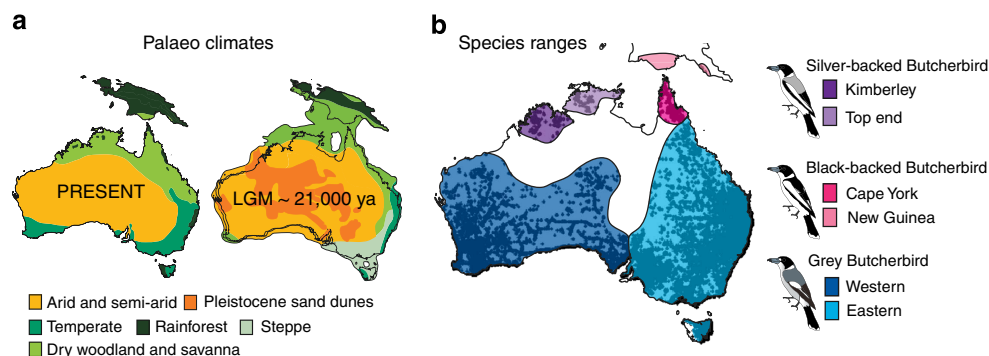 a
Palaeo climates
PRESENT
LGM ~ 21,000 ya
Arid and semi-arid
Pleistocene sand dunes
Temperate
Rainforest
Steppe
Dry woodland and savanna
b
Species ranges
Silver-backed Butcherbird
Kimberley
Top end
Black-backed Butcherbird
Cape York
New Guinea
Grey Butcherbird
Western
Eastern